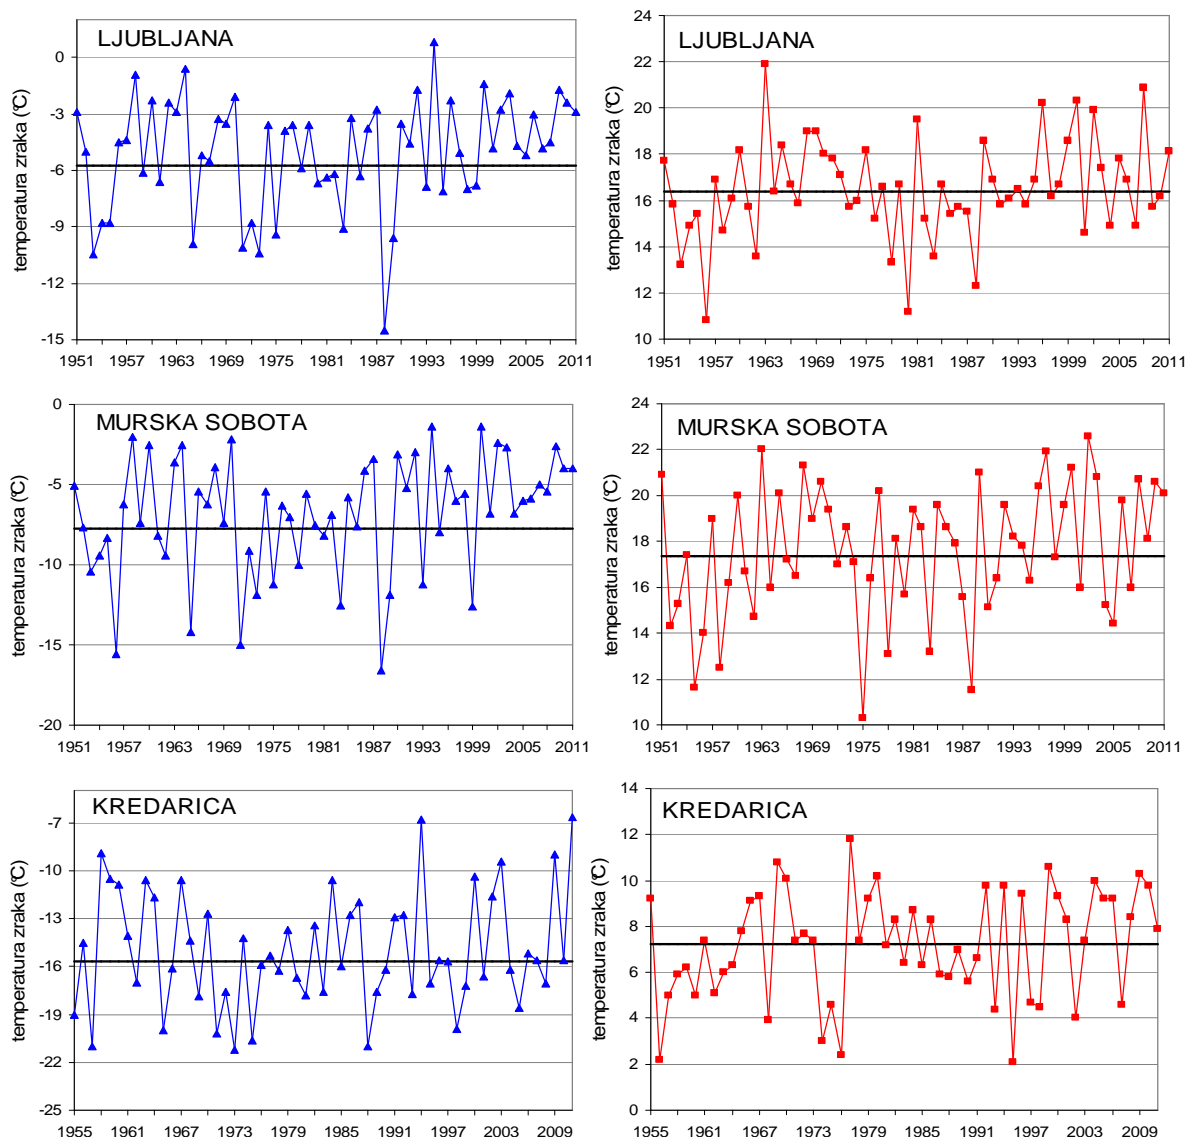 LJUBLJANA
temperatura zraka (°C)
0
-3
-6
-9
-12
-15
1951 1957 1963 1969 1975 1981 1987 1993 1999 2005 2011
LJUBLJANA
temperatura zraka (°C)
24
22
20
18
16
14
12
10
1951 1957 1963 1969 1975 1981 1987 1993 1999 2005 2011
MURSKA SOBOTA
temperatura zraka (°C)
0
-5
-10
-15
-20
1951 1957 1963 1969 1975 1981 1987 1993 1999 2005 2011
MURSKA SOBOTA
temperatura zraka (°C)
24
22
20
18
16
14
12
10
1951 1957 1963 1969 1975 1981 1987 1993 1999 2005 2011
KREDARICA
temperatura zraka (°C)
-7
-10
-13
-16
-19
-22
-25
1955 1961 1967 1973 1979 1985 1991 1997 2003 2009
KREDARICA
temperatura zraka (°C)
14
12
10
8
6
4
2
0
1955 1961 1967 1973 1979 1985 1991 1997 2003 2009